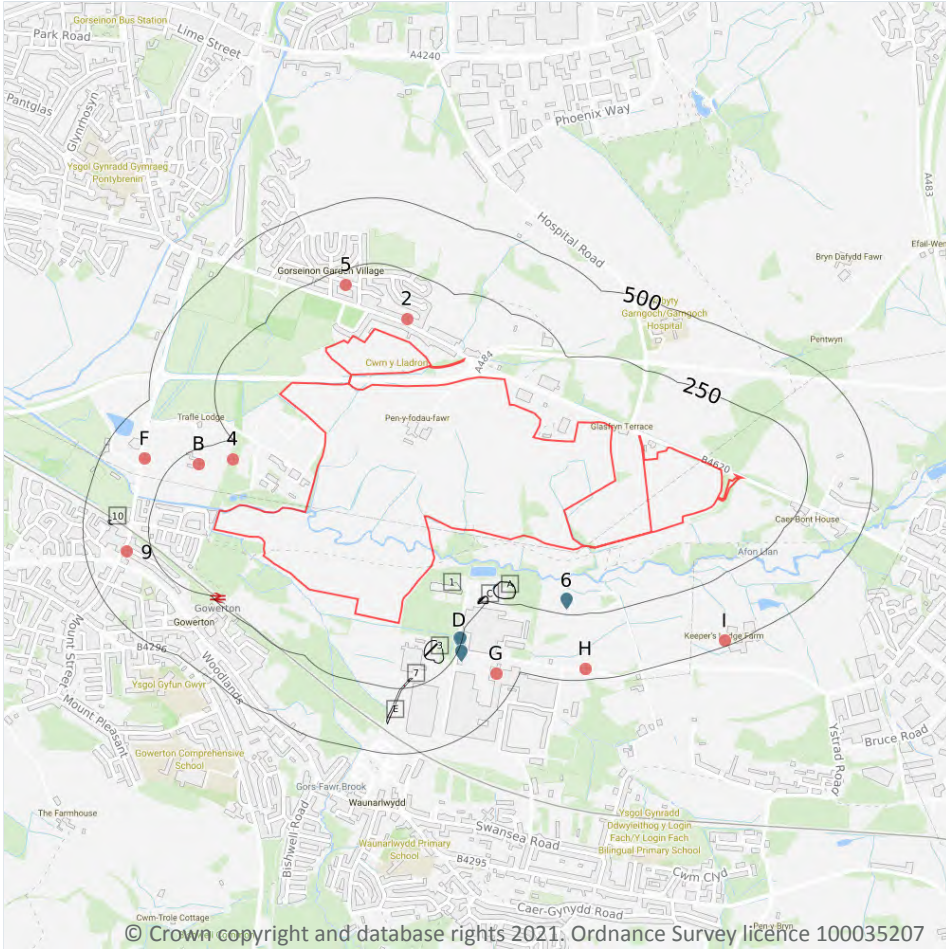 Gorseinon Bus Station
Park Road
Lime Street
A4240
Pantglas
Glynrhosyn
Phoenix Way
Ysgol Gynradd Gymraeg
Pontybrenin
A483
Hospital Road
Efail-Wen
Bryn Dafydd Fawr
5
Gorseinon Garden Village
2
500
Garngoch/Garngoch
Hospital
Pentwyn
Cwm y Lladron
A484
250
Trafle Lodge
Pen-y-fodau-fawr
Glasfryn Terrace
F
B
4
B4620
10
Caer Bont House
9
Afon Llan
1
A
C
6
Gowerton
Gowerton
D
I
Keeper's Lodge Farm
3
B4296
Mount Street
Woodlands
G
H
7
Ysgol Gyfun Gwyr
E
Mount Pleasant
Ystrad Road
Bruce Road
Gowerton Comprehensive
School
Gors-Fawr Brook
Waunarlwydd
The Farmhouse
Bishwell Road
Swansea Road
Ysgol Gynradd
Ddwyleithog y Login
Fach/Y Login Fach
Bilingual Primary School
Waunarlwydd Primary
School
B4295
Cwm Clyd
Caer-Gynydd Road
Cwm-Trole Cottage
Pen-y-Bryn
© Crown copyright and database rights 2021. Ordnance Survey licence 100035207